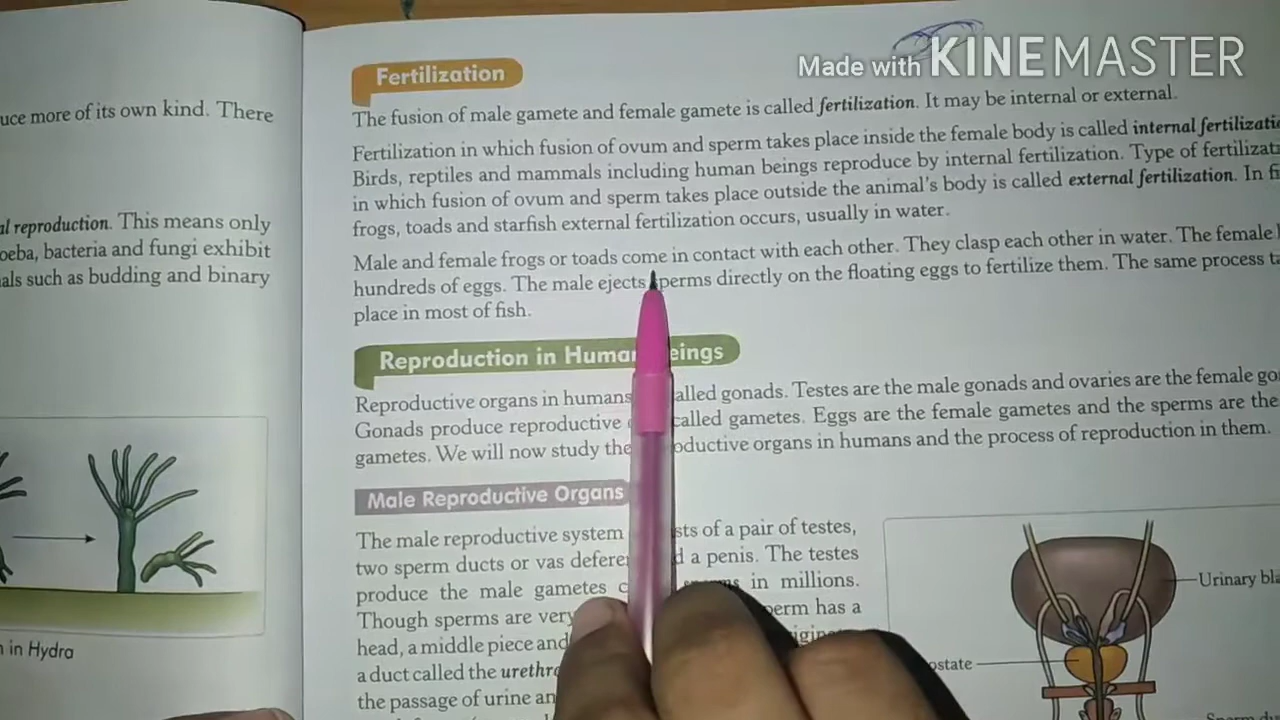 Made with KINEMASTER
uce more of its own kind. There
al reproduction. This means only
oeba, bacteria and fungi exhibit
als such as budding and binary
in Hydra
Fertilization
The fusion of male gamete and female gamete is called fertilization. It may be internal or external.
Fertilization in which fusion of ovum and sperm takes place inside the female body is called internal fertilizatio
Birds, reptiles and mammals including human beings reproduce by internal fertilization. Type of fertilizat
in which fusion of ovum and sperm takes place outside the animal's body is called external fertilization. In fi
frogs, toads and starfish external fertilization occurs, usually in water.
Male and female frogs or toads come in contact with each other. They clasp each other in water. The female
hundreds of eggs. The male ejects sperms directly on the floating eggs to fertilize them. The same process ta
place in most of fish.
Reproduction in Human eings
Reproductive organs in humans alled gonads. Testes are the male gonads and ovaries are the female go
Gonads produce reproductive called gametes. Eggs are the female gametes and the sperms are the
gametes. We will now study the oductive organs in humans and the process of reproduction in them.
Male Reproductive Organs
The male reproductive system sts of a pair of testes,
two sperm ducts or vas defere d a penis. The testes
produce the male gametes in millions.
Though sperms are very perm has a
head, a middle piece and
a duct called the urethr
the passage of urine an
Urinary bla
ostate